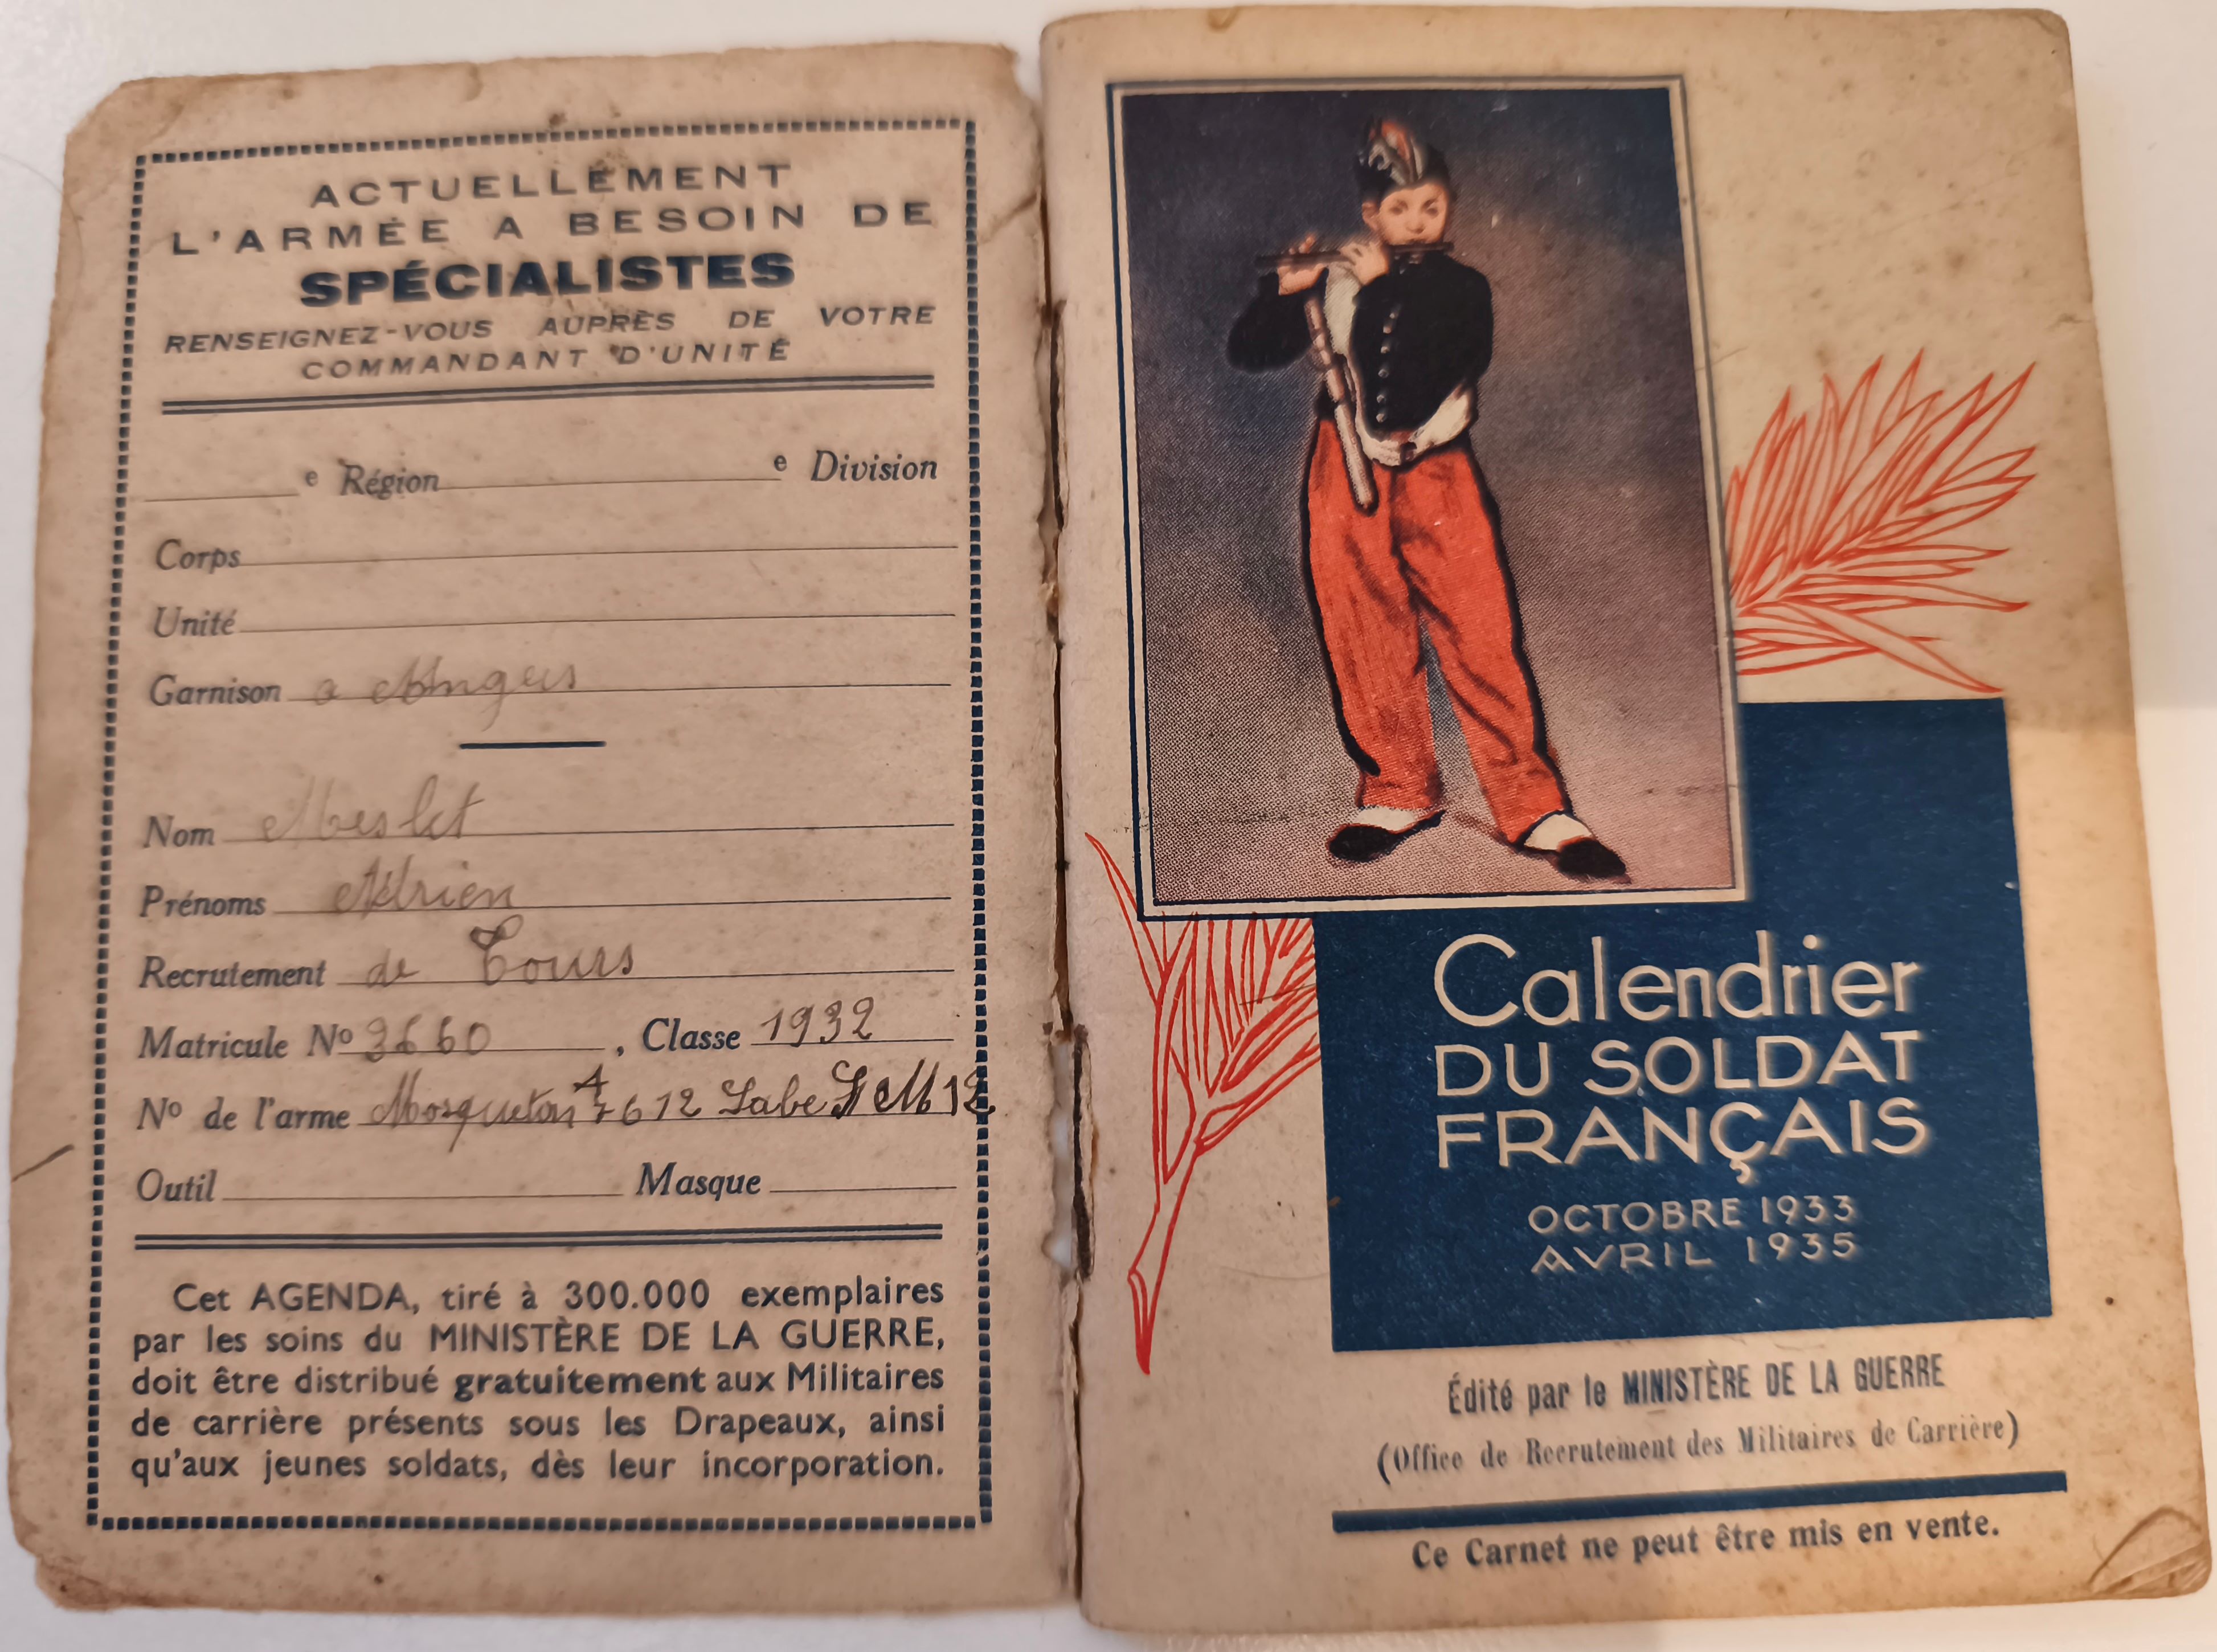 ACTUELLEMENT
L'ARMÉE A BESOIN DE
SPÉCIALISTES
RENSEIGNEZ-VOUS AUPRÈS DE VOTRE
COMMANDANT D'UNITÉ
e Région e Division
Corps
Unité
Garnison a Angers
Nom Meslet
Prénoms Adrien
Recrutement de Tours
Matricule No 3660, Classe 1932
No de l'arme Mosqueton 612 Sabe M 12
Outil Masque
Cet AGENDA, tiré à 300.000 exemplaires
par les soins du MINISTÈRE DE LA GUERRE,
doit être distribué gratuitement aux Militaires
de carrière présents sous les Drapeaux, ainsi
qu'aux jeunes soldats, dès leur incorporation.
Calendrier
DU SOLDAT
FRANÇAIS
OCTOBRE 1933
AVRIL 1935
Édité par le MINISTÈRE DE LA GUERRE
(Office de Recrutement des Militaires de Carrière)
Ce Carnet ne peut être mis en vente.